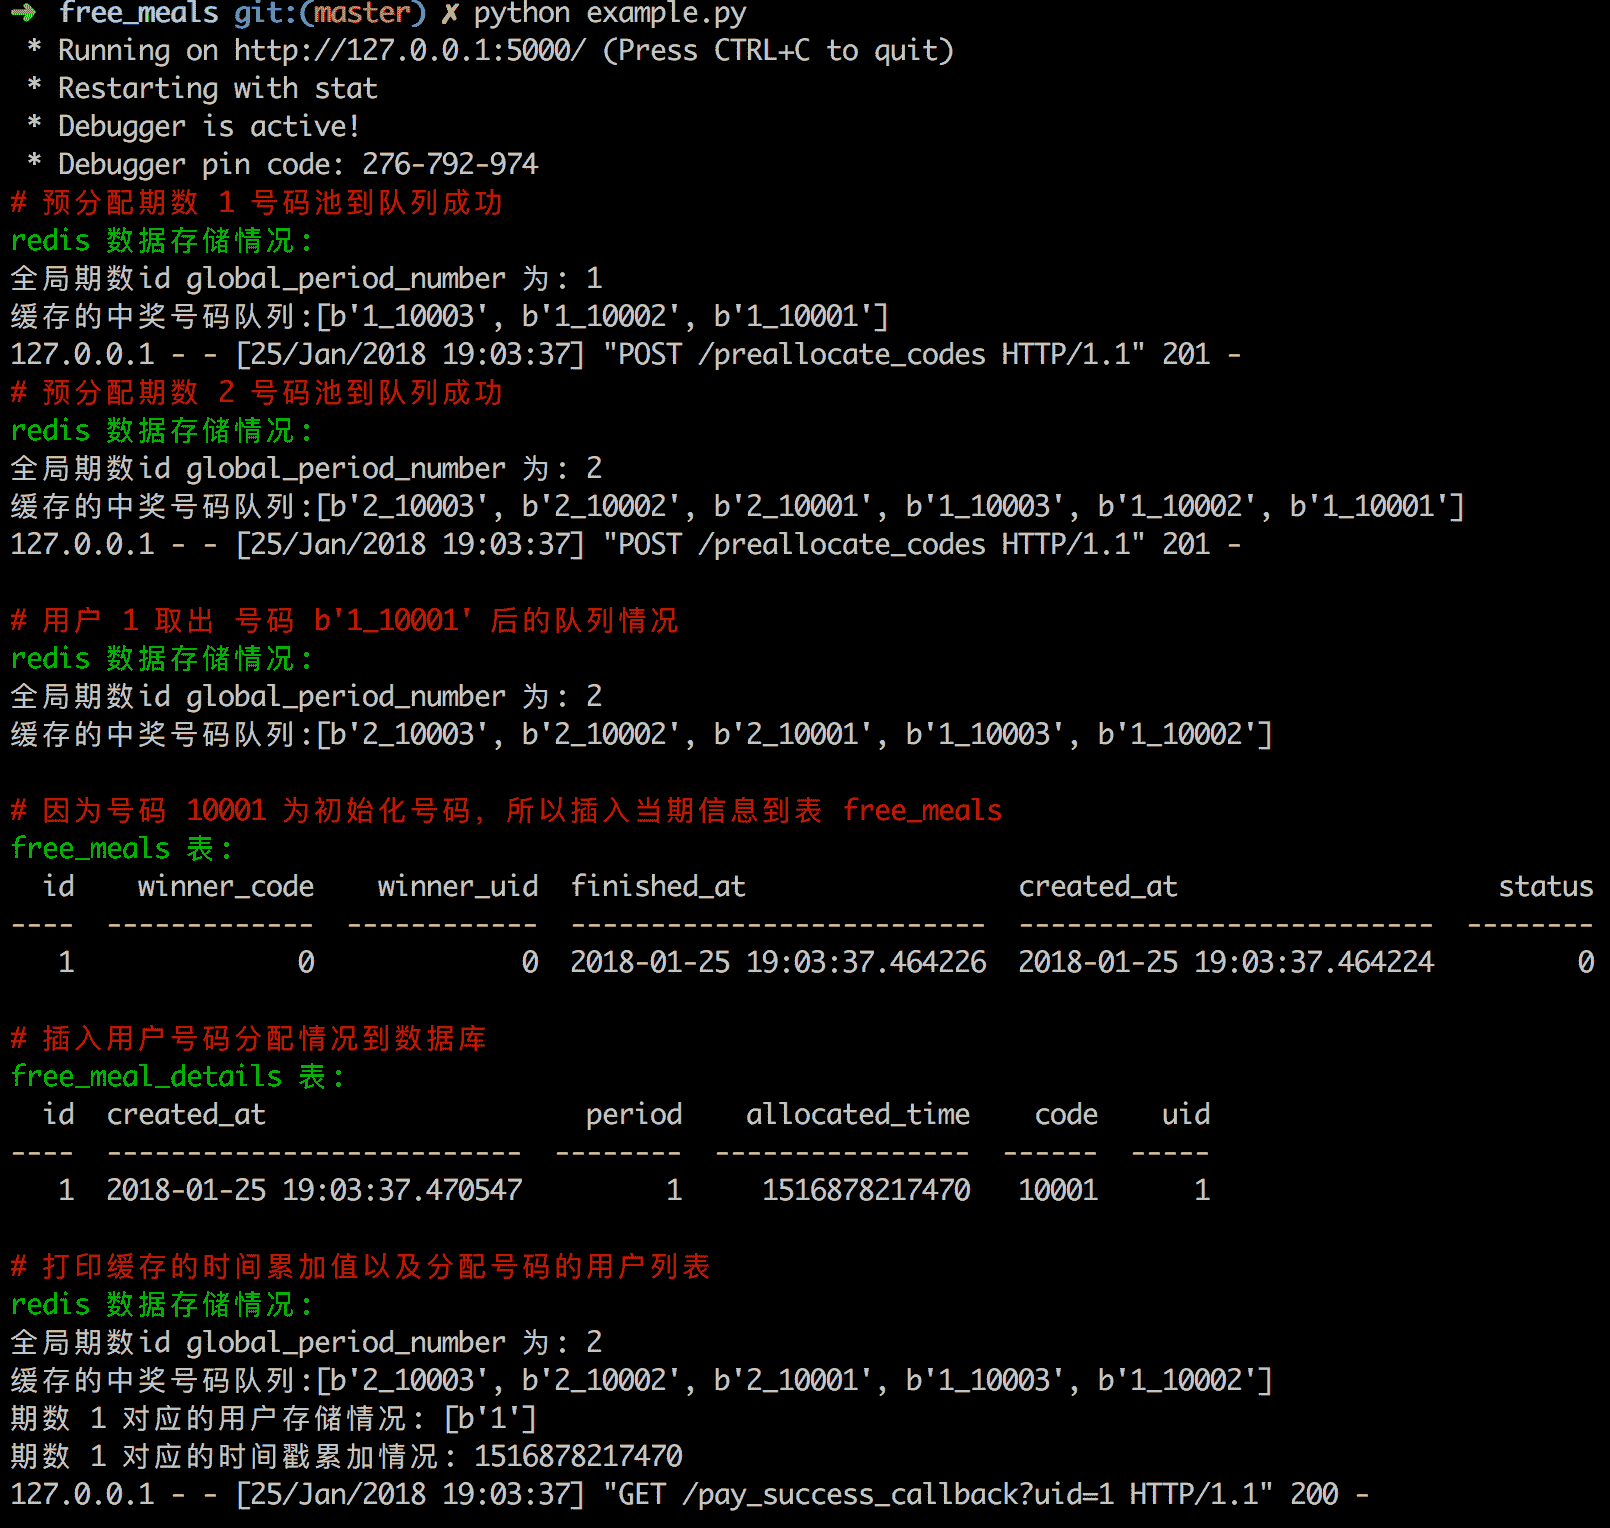 ➜ free_meals git:(master) ✗ python example.py
* Running on http://127.0.0.1:5000/ (Press CTRL+C to quit)
* Restarting with stat
* Debugger is active!
* Debugger pin code: 276-792-974
# 预分配期数 1 号码池到队列成功
redis 数据存储情况:
全局期数id global_period_number 为: 1
缓存的中奖号码队列:[b'1_10003', b'1_10002', b'1_10001']
127.0.0.1 - - [25/Jan/2018 19:03:37] "POST /preallocate_codes HTTP/1.1" 201 -
# 预分配期数 2 号码池到队列成功
redis 数据存储情况:
全局期数id global_period_number 为: 2
缓存的中奖号码队列:[b'2_10003', b'2_10002', b'2_10001', b'1_10003', b'1_10002', b'1_10001']
127.0.0.1 - - [25/Jan/2018 19:03:37] "POST /preallocate_codes HTTP/1.1" 201 -
# 用户 1 取出 号码 b'1_10001' 后的队列情况
redis 数据存储情况:
全局期数id global_period_number 为: 2
缓存的中奖号码队列:[b'2_10003', b'2_10002', b'2_10001', b'1_10003', b'1_10002']
# 因为号码 10001 为初始化号码, 所以插入当期信息到表 free_meals
free_meals 表:
id winner_code winner_uid finished_at created_at status
---- ------------- ------------ -------------------------- -------------------------- --------
1 0 0 2018-01-25 19:03:37.464226 2018-01-25 19:03:37.464224 0
# 插入用户号码分配情况到数据库
free_meal_details 表:
id created_at period allocated_time code uid
---- -------------------------- -------- ---------------- ------ -----
1 2018-01-25 19:03:37.470547 1 1516878217470 10001 1
# 打印缓存的时间累加值以及分配号码的用户列表
redis 数据存储情况:
全局期数id global_period_number 为: 2
缓存的中奖号码队列:[b'2_10003', b'2_10002', b'2_10001', b'1_10003', b'1_10002']
期数 1 对应的用户存储情况: [b'1']
期数 1 对应的时间戳累加情况: 1516878217470
127.0.0.1 - - [25/Jan/2018 19:03:37] "GET /pay_success_callback?uid=1 HTTP/1.1" 200 -